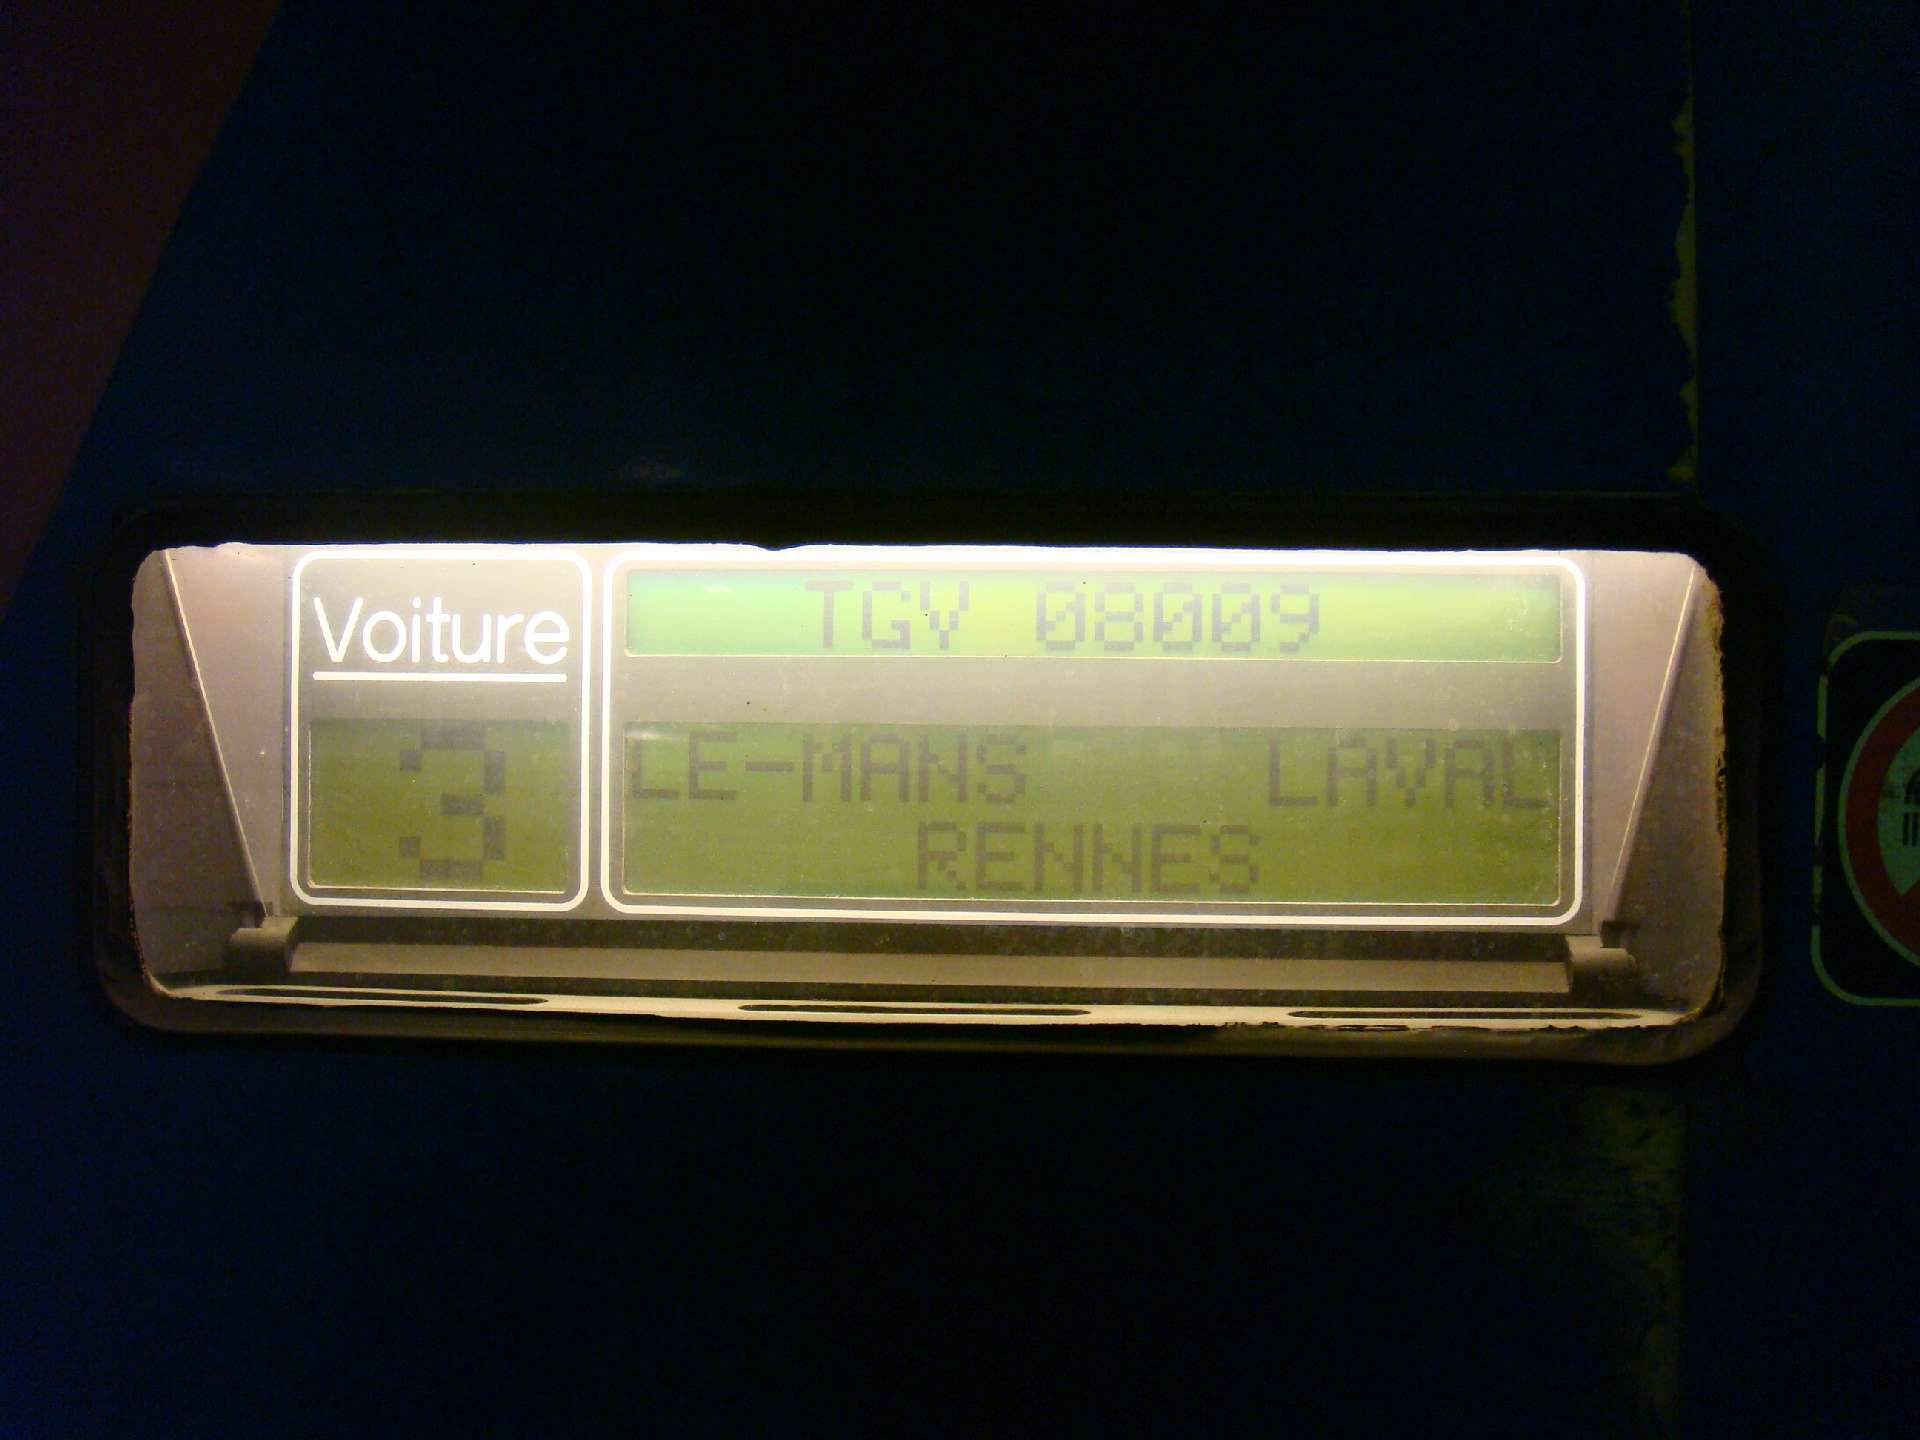 Voiture
3
TGV 08009
LE-MANS LAVAL
RENNES